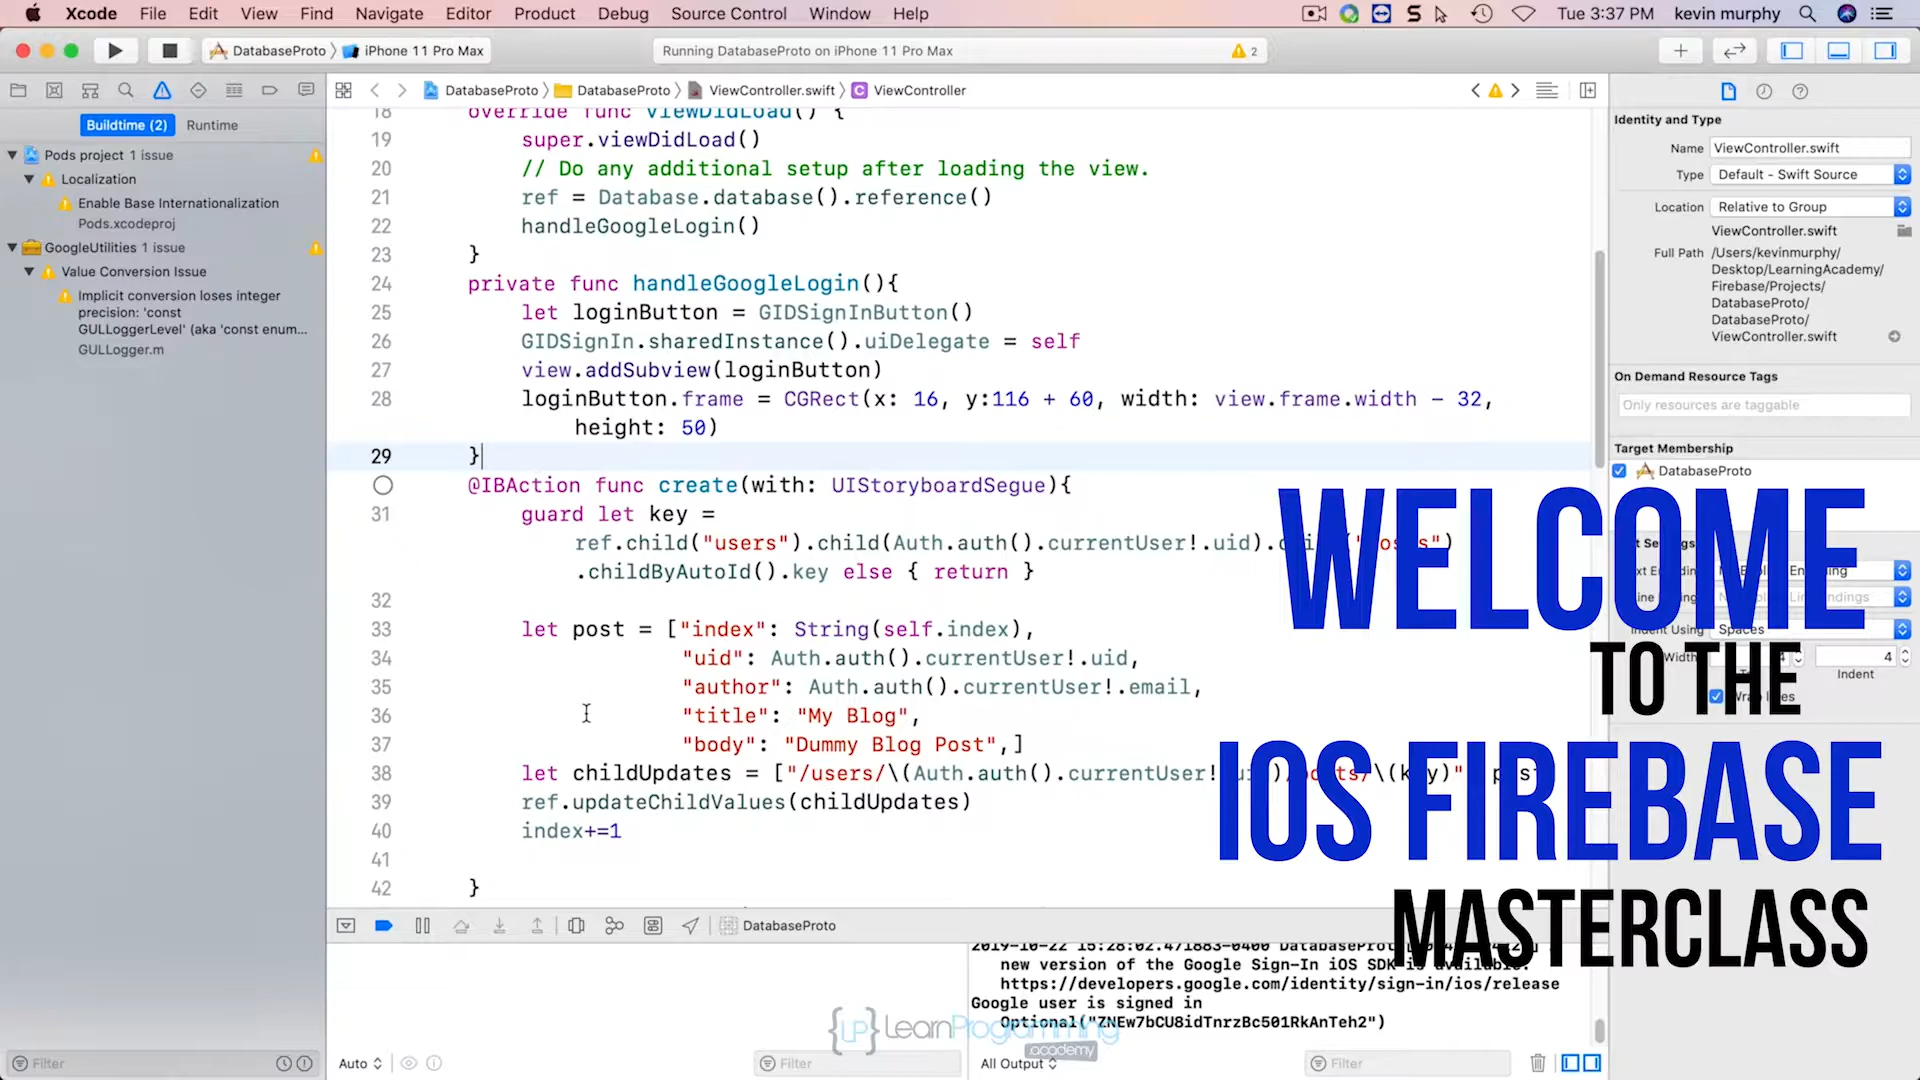 Xcode File Edit View Find Navigate Editor Product Debug Source Control Window Help Tue 3:37 PM kevin murphy
DatabaseProto iPhone 11 Pro Max Running DatabaseProto on iPhone 11 Pro Max 2
DatabaseProto DatabaseProto ViewController.swift ViewController
Buildtime (2) Runtime
Pods project 1 issue
Localization
Enable Base Internationalization
Pods.xcodeproj
GoogleUtilities 1 issue
Value Conversion Issue
Implicit conversion loses integer
precision: 'const
GULLoggerLevel' (aka 'const enum...
GULLogger.m
Filter
18 override func viewDidLoad() {
19 super.viewDidLoad()
20 // Do any additional setup after loading the view.
21 ref = Database.database().reference()
22 handleGoogleLogin()
23 }
24 private func handleGoogleLogin(){
25 let loginButton = GIDSignInButton()
26 GIDSignIn.sharedInstance().uiDelegate = self
27 view.addSubview(loginButton)
28 loginButton.frame = CGRect(x: 16, y:116 + 60, width: view.frame.width - 32,
height: 50)
29 }
@IBAction func create(with: UIStoryboardSegue){
31 guard let key =
ref.child("users").child(Auth.auth().currentUser!.uid)
.childByAutoId().key else { return }
32
33 let post = ["index": String(self.index),
34 "uid": Auth.auth().currentUser!.uid,
35 "author": Auth.auth().currentUser!.email,
36 "title": "My Blog",
37 "body": "Dummy Blog Post",]
38 let childUpdates = ["/users/\(Auth.auth().currentUser!
39 ref.updateChildValues(childUpdates)
40 index+=1
41
42 }
DatabaseProto
new version of the Google Sign-In iOS SDK is available:
https://developers.google.com/identity/sign-in/ios/release
Google user is signed in
Optional("ZNEw7bCU8idTnrzBc501RkAnTeh2")
Auto Filter All Output Filter
{LP} LearnProgramming
.academy
Identity and Type
Name ViewController.swift
Type Default - Swift Source
Location Relative to Group
ViewController.swift
Full Path /Users/kevinmurphy/
Desktop/LearningAcademy/
Firebase/Projects/
DatabaseProto/
DatabaseProto/
ViewController.swift
On Demand Resource Tags
Only resources are taggable
Target Membership
DatabaseProto
Indent Using Spaces
4
Indent
WELCOME
TO THE
IOS FIREBASE
MASTERCLASS